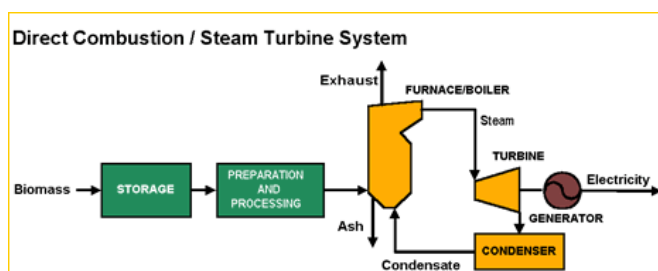 Direct Combustion / Steam Turbine System
Exhaust
FURNACE/BOILER
Steam
TURBINE
Biomass
STORAGE
PREPARATION
AND
PROCESSING
Electricity
GENERATOR
Ash
Condensate
CONDENSER